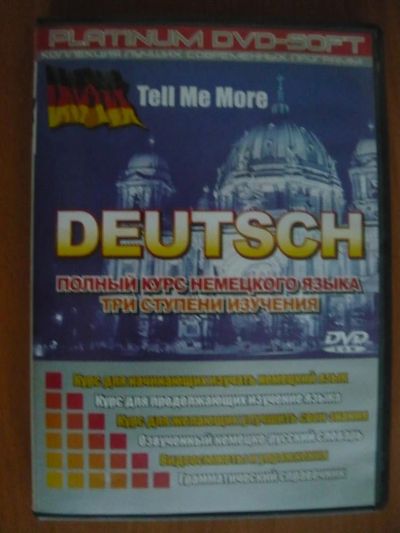 PLATINUM DVD-SOFT
КОЛЛЕКЦИЯ ЛУЧШИХ СОВРЕМЕННЫХ ПРОГРАММ
Tell Me More
DEUTSCH
ПОЛНЫЙ КУРС НЕМЕЦКОГО ЯЗЫКА
ТРИ СТУПЕНИ ИЗУЧЕНИЯ
DVD
Курс для начинающих изучать немецкий язык
Курс для продолжающих изучение языка
Курс для желающих улучшить свои знания
Озвученный немецко-русский словарь
Видеосюжеты и упражнения
Грамматический справочник